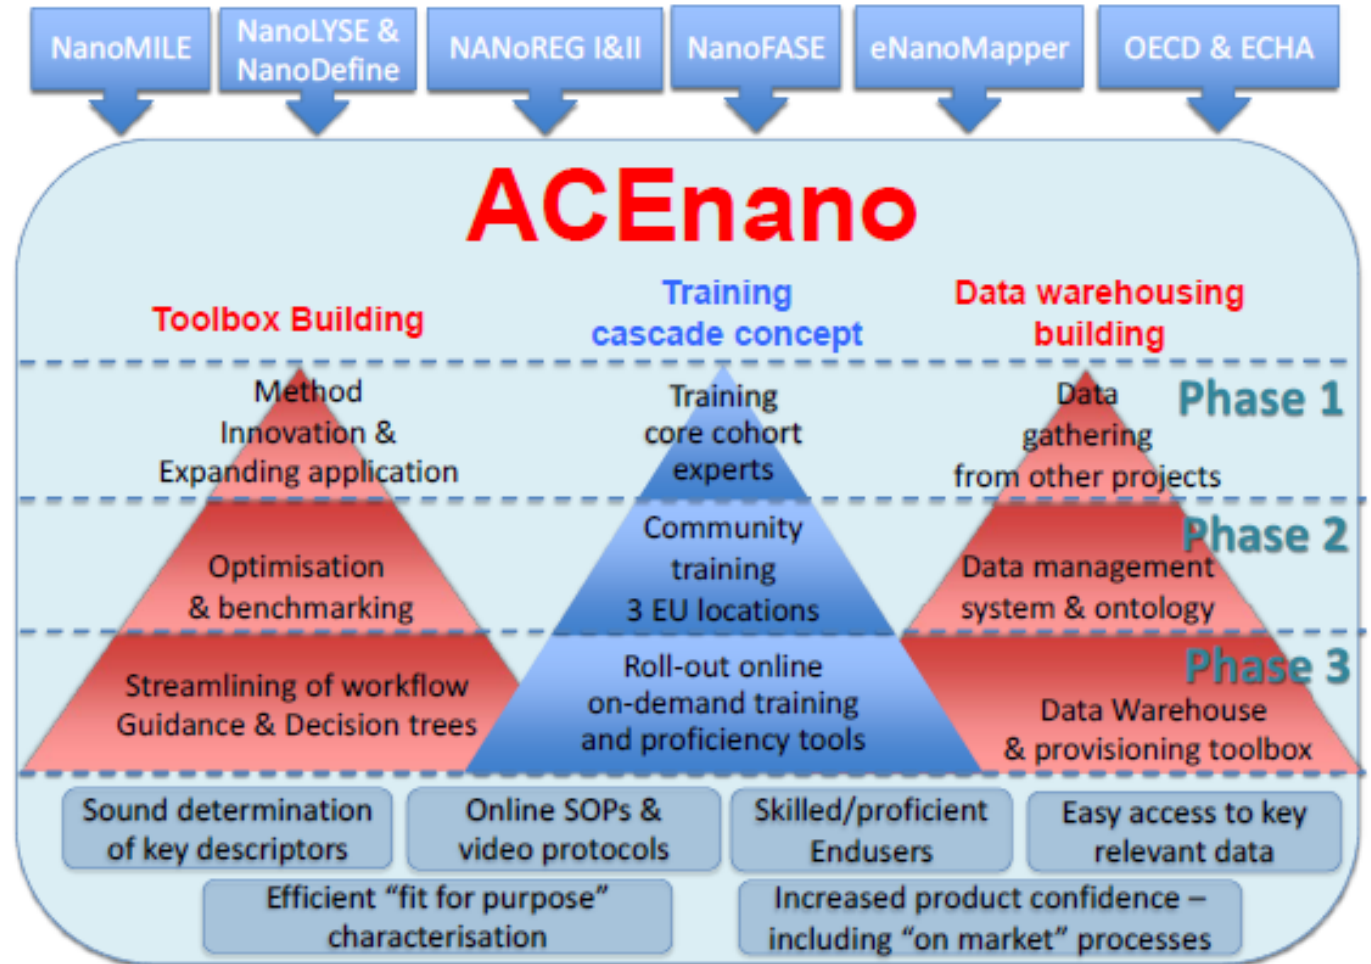 NanoMILE
NanoLYSE &
NanoDefine
NANoREG I&II
NanoFASE
eNanoMapper
OECD & ECHA
ACEnano
Toolbox Building
Training
cascade concept
Data warehousing
building
Phase 1
Method
Innovation &
Expanding application
Training
core cohort
experts
Data
gathering
from other projects
Phase 2
Optimisation
& benchmarking
Community
training
3 EU locations
Data management
system & ontology
Phase 3
Streamlining of workflow
Guidance & Decision trees
Roll-out online
on-demand training
and proficiency tools
Data Warehouse
& provisioning toolbox
Sound determination
of key descriptors
Online SOPs &
video protocols
Skilled/proficient
Endusers
Easy access to key
relevant data
Efficient “fit for purpose”
characterisation
Increased product confidence –
including “on market” processes